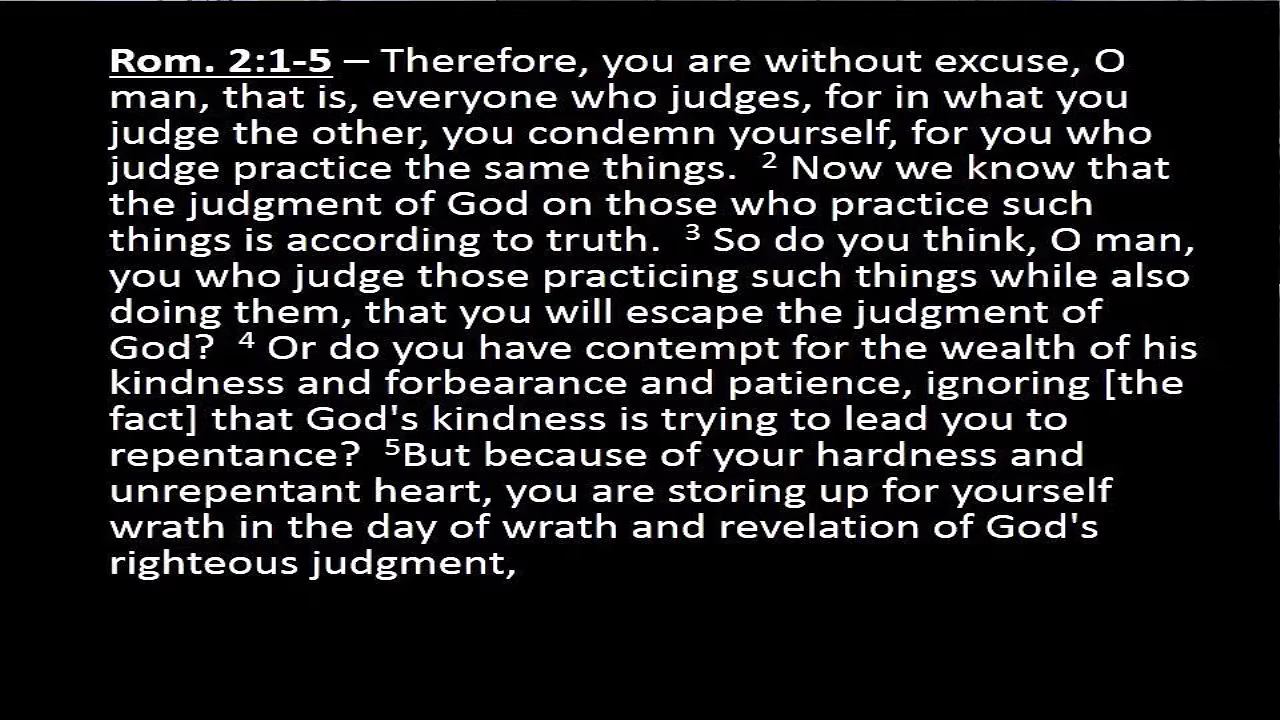 Rom. 2:1-5 – Therefore, you are without excuse, O
man, that is, everyone who judges, for in what you
judge the other, you condemn yourself, for you who
judge practice the same things. ² Now we know that
the judgment of God on those who practice such
things is according to truth. ³ So do you think, O man,
you who judge those practicing such things while also
doing them, that you will escape the judgment of
God? ⁴ Or do you have contempt for the wealth of his
kindness and forbearance and patience, ignoring [the
fact] that God's kindness is trying to lead you to
repentance? ⁵But because of your hardness and
unrepentant heart, you are storing up for yourself
wrath in the day of wrath and revelation of God's
righteous judgment,